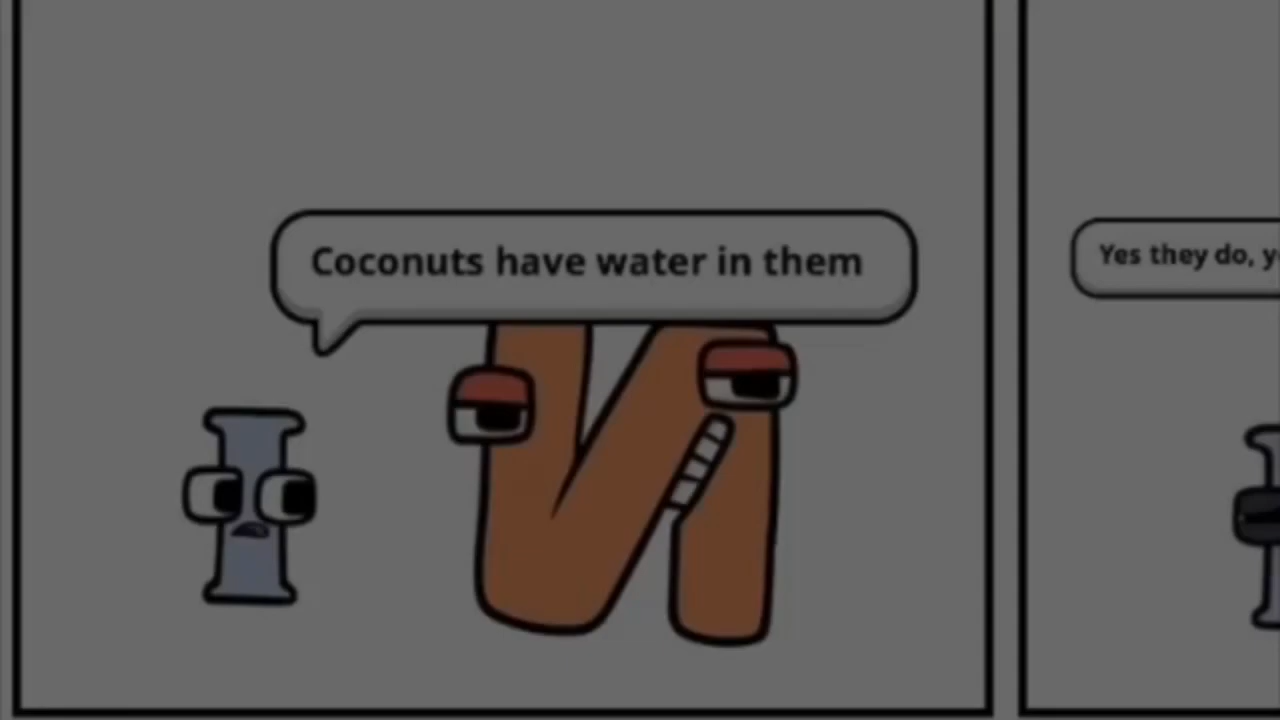 Coconuts have water in them
Yes they do, y